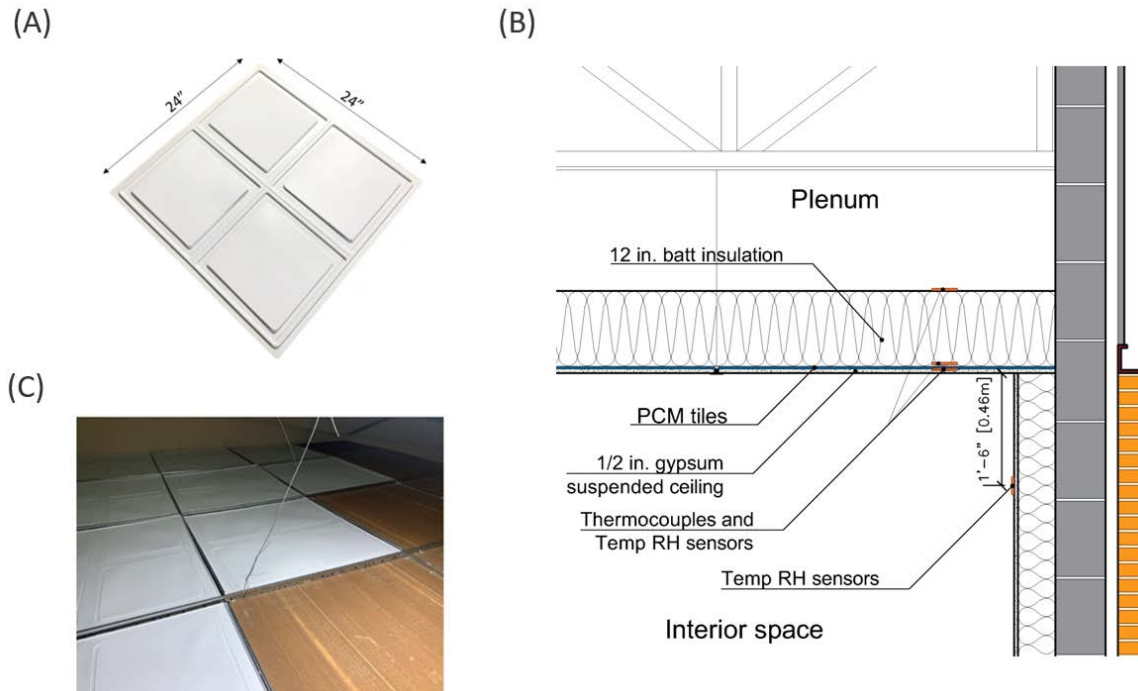 (A)
24"
24"
(B)
Plenum
12 in. batt insulation
PCM tiles
1/2 in. gypsum
suspended ceiling
Thermocouples and
Temp RH sensors
Temp RH sensors
1'-6" [0.46m]
Interior space
(C)